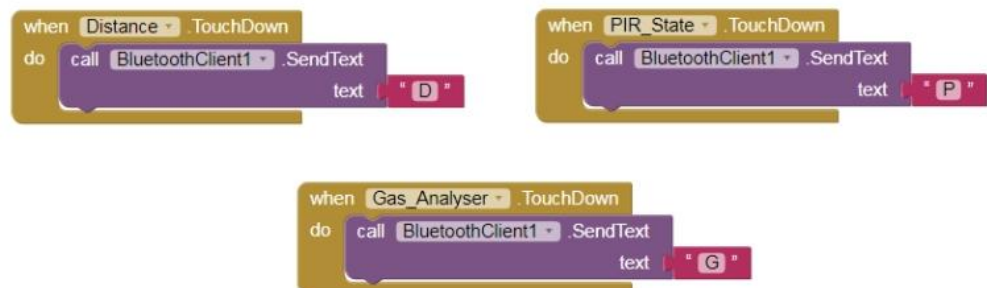 when Distance .TouchDown
do call BluetoothClient1 .SendText
text " D "
when PIR_State .TouchDown
do call BluetoothClient1 .SendText
text " P "
when Gas_Analyser .TouchDown
do call BluetoothClient1 .SendText
text " G "